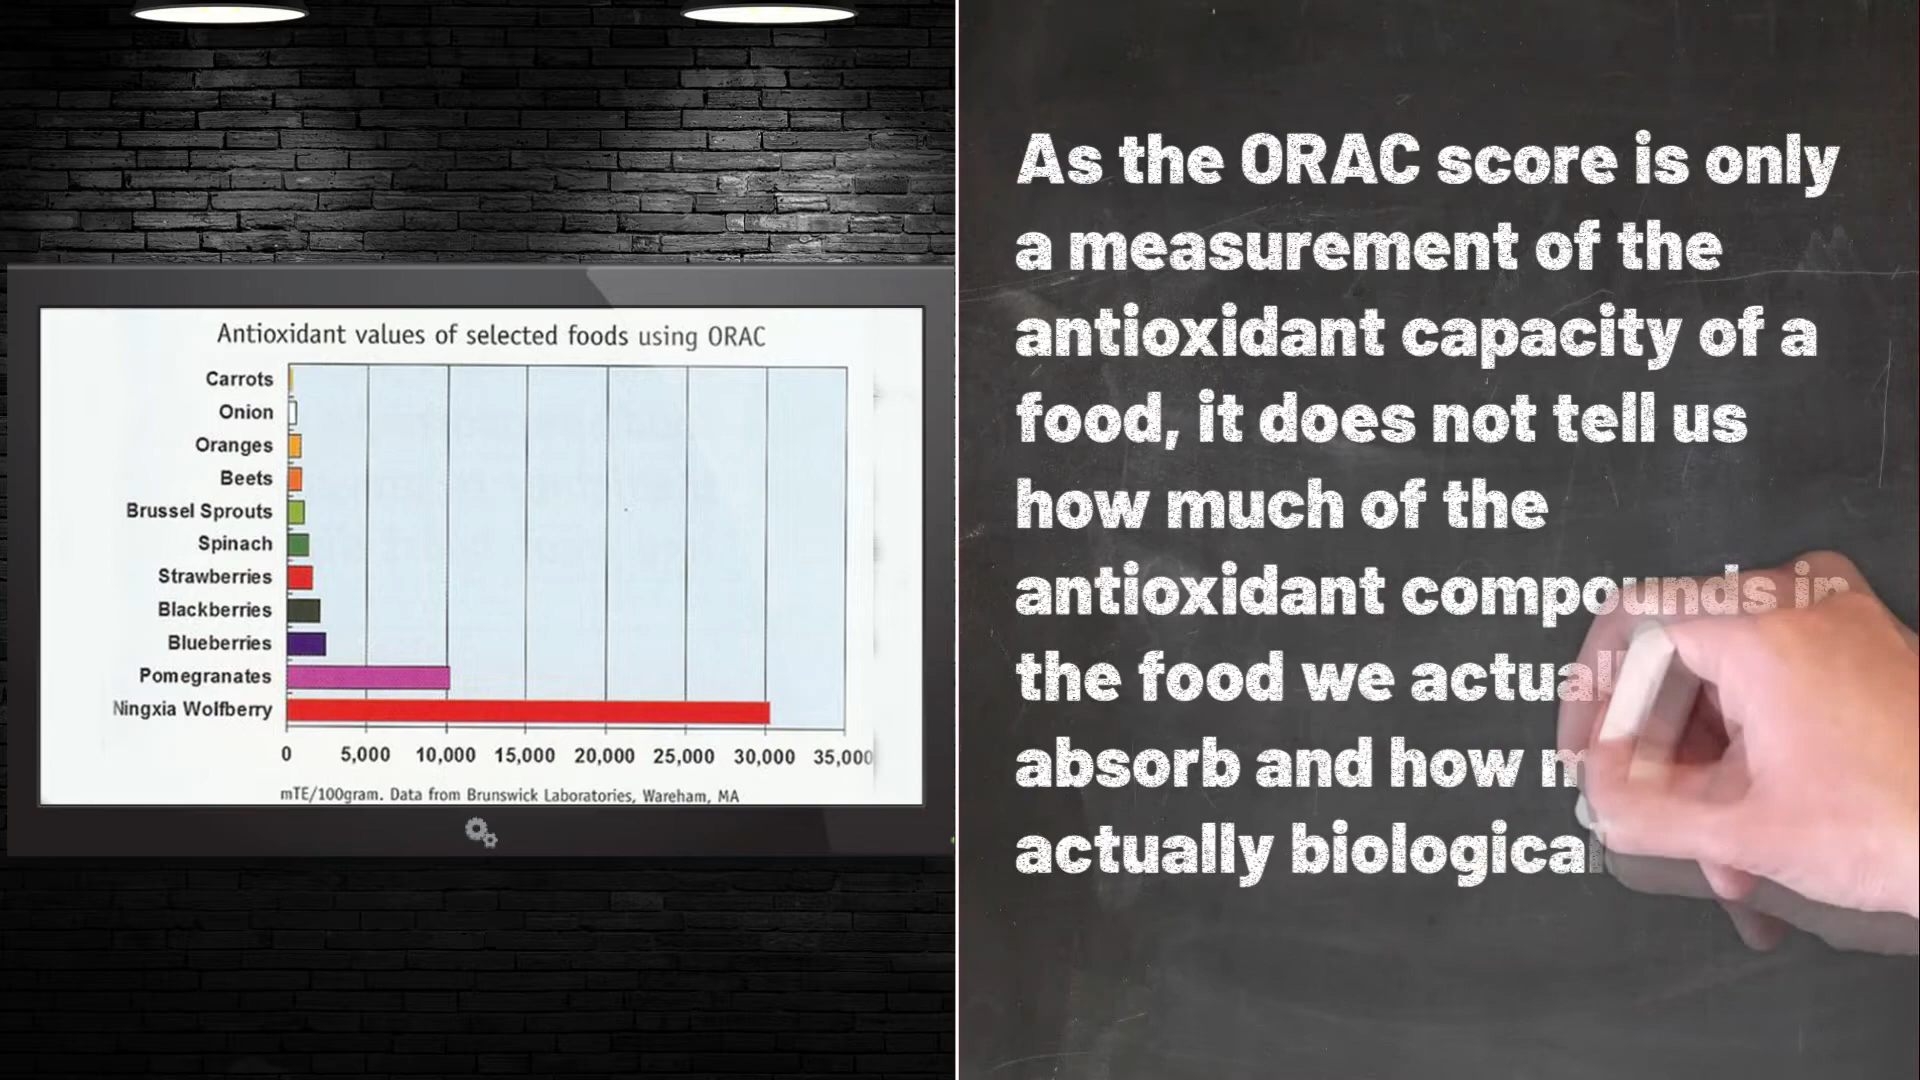 Antioxidant values of selected foods using ORAC
Carrots
Onion
Oranges
Beets
Brussel Sprouts
Spinach
Strawberries
Blackberries
Blueberries
Pomegranates
Ningxia Wolfberry
0 5,000 10,000 15,000 20,000 25,000 30,000 35,000
mTE/100gram. Data from Brunswick Laboratories, Wareham, MA
As the ORAC score is only
a measurement of the
antioxidant capacity of a
food, it does not tell us
how much of the
antioxidant compounds in
the food we actual
absorb and how m
actually biological